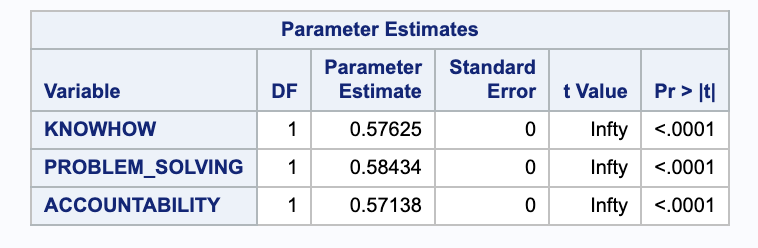 Parameter Estimates
Variable DF Parameter Estimate Standard Error t Value Pr > |t|
KNOWHOW 1 0.57625 0 Infty <.0001
PROBLEM_SOLVING 1 0.58434 0 Infty <.0001
ACCOUNTABILITY 1 0.57138 0 Infty <.0001